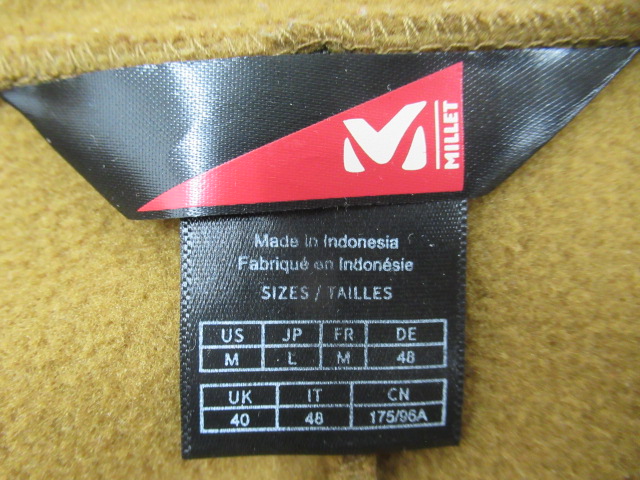 M MILLET
Made in Indonesia
Fabriqué en Indonésie
SIZES / TAILLES
US JP FR DE
M L M 48
UK IT CN
40 48 175/96A